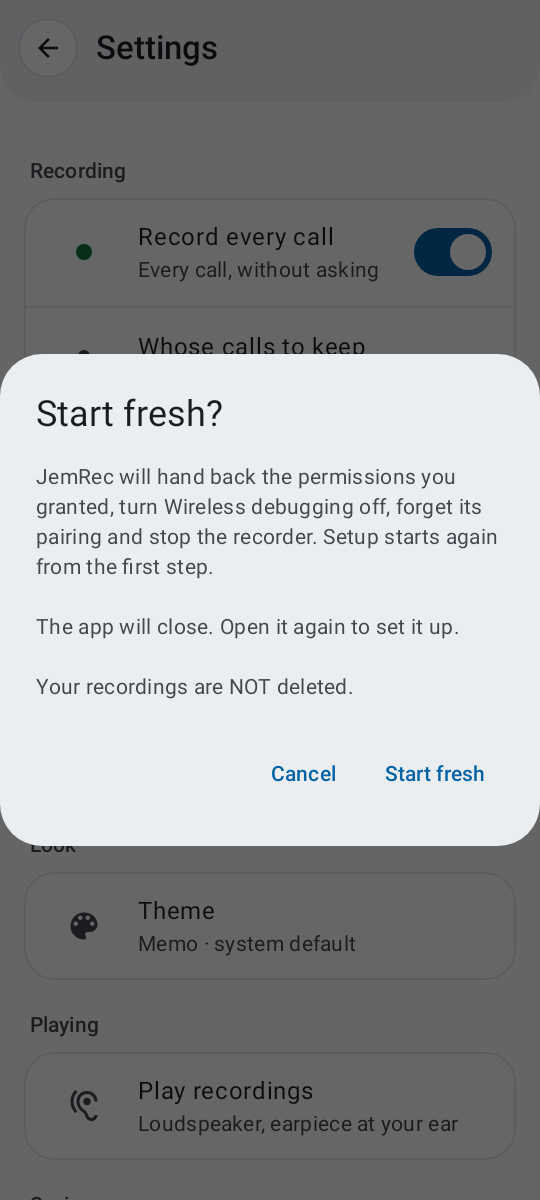 Settings
Recording
Record every call
Every call, without asking
Whose calls to keep
Start fresh?
JemRec will hand back the permissions you
granted, turn Wireless debugging off, forget its
pairing and stop the recorder. Setup starts again
from the first step.
The app will close. Open it again to set it up.
Your recordings are NOT deleted.
Cancel
Start fresh
Look
Theme
Memo · system default
Playing
Play recordings
Loudspeaker, earpiece at your ear